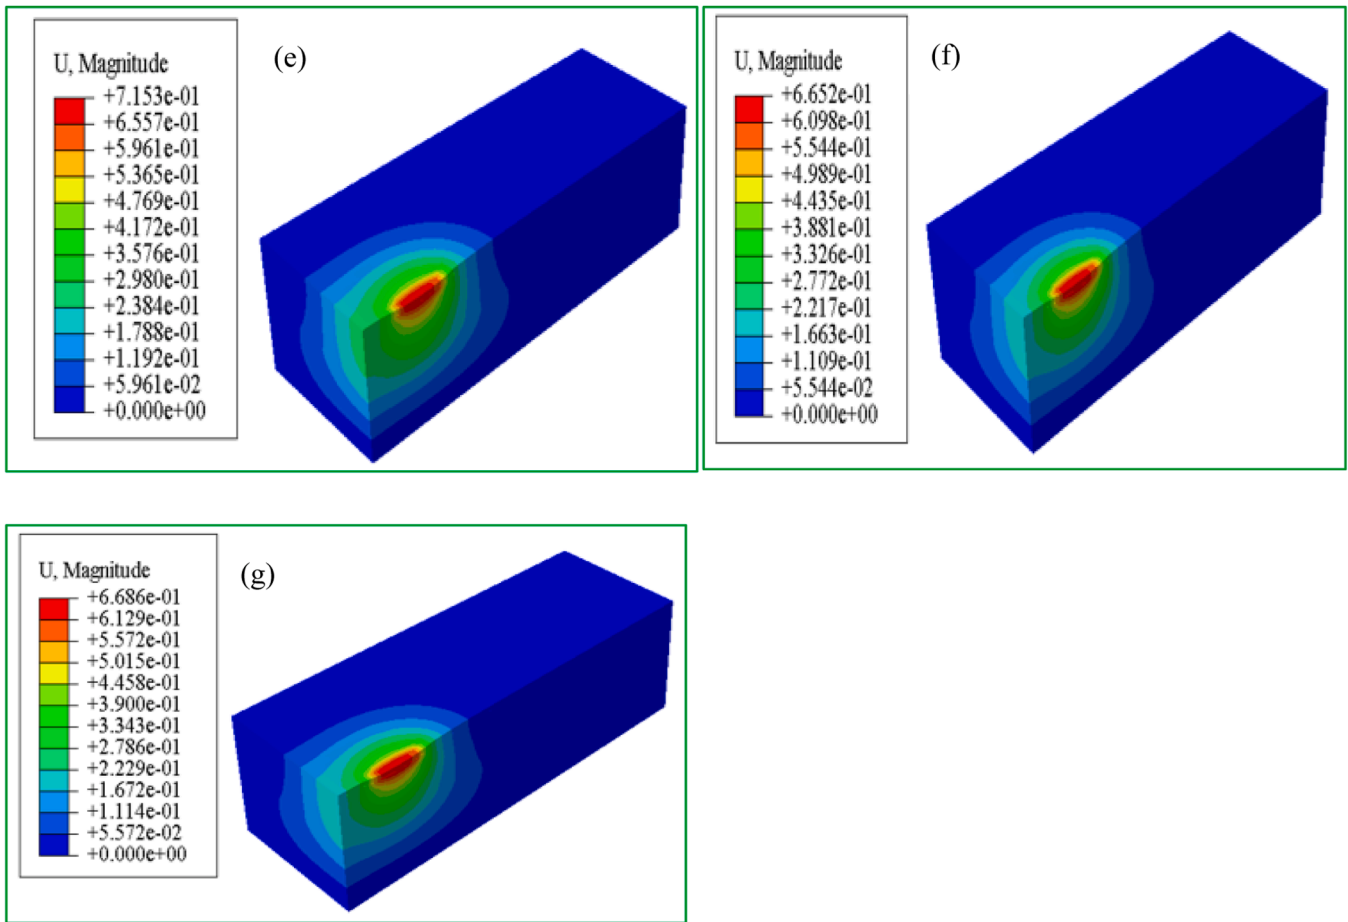 (e)
U, Magnitude
+7.153e-01
+6.557e-01
+5.961e-01
+5.365e-01
+4.769e-01
+4.172e-01
+3.576e-01
+2.980e-01
+2.384e-01
+1.788e-01
+1.192e-01
+5.961e-02
+0.000e+00
(f)
U, Magnitude
+6.652e-01
+6.098e-01
+5.544e-01
+4.989e-01
+4.435e-01
+3.881e-01
+3.326e-01
+2.772e-01
+2.217e-01
+1.663e-01
+1.109e-01
+5.544e-02
+0.000e+00
(g)
U, Magnitude
+6.686e-01
+6.129e-01
+5.572e-01
+5.015e-01
+4.458e-01
+3.900e-01
+3.343e-01
+2.786e-01
+2.229e-01
+1.672e-01
+1.114e-01
+5.572e-02
+0.000e+00